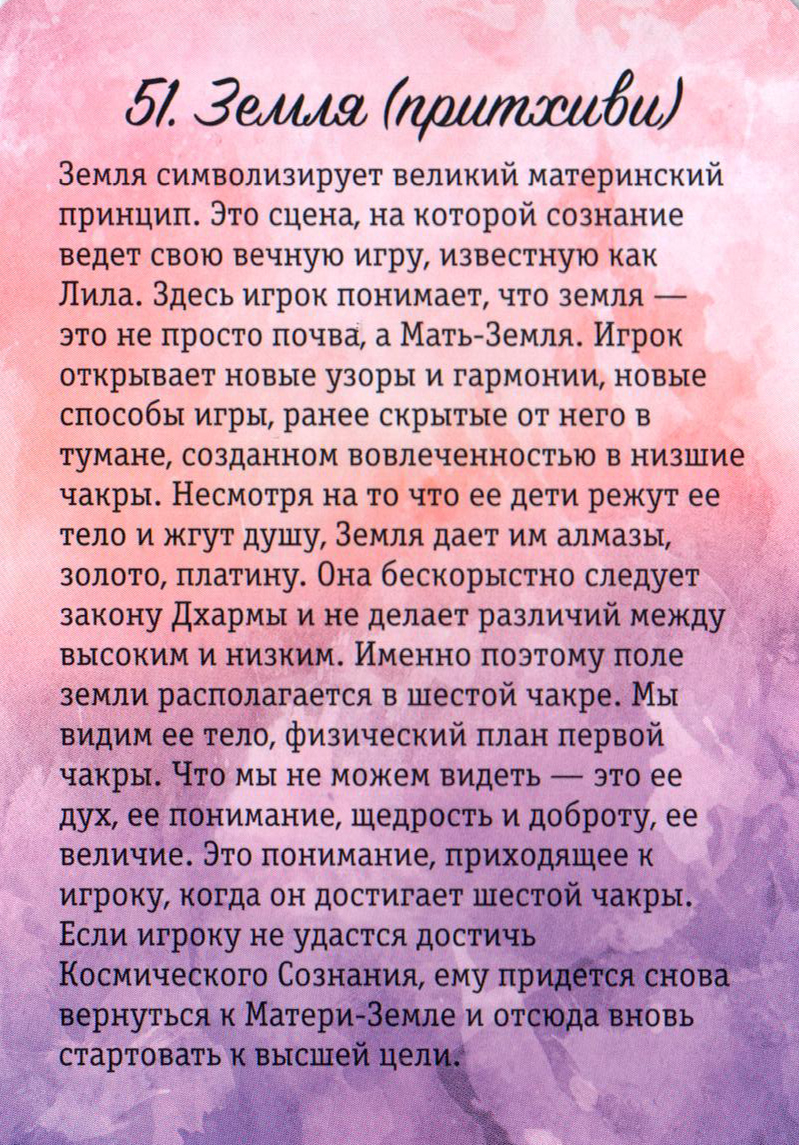 51. Земля (притхиви)
Земля символизирует великий материнский
принцип. Это сцена, на которой сознание
ведет свою вечную игру, известную как
Лила. Здесь игрок понимает, что земля —
это не просто почва, а Мать-Земля. Игрок
открывает новые узоры и гармонии, новые
способы игры, ранее скрытые от него в
тумане, созданном вовлеченностью в низшие
чакры. Несмотря на то что ее дети режут ее
тело и жгут душу, Земля дает им алмазы,
золото, платину. Она бескорыстно следует
закону Дхармы и не делает различий между
высоким и низким. Именно поэтому поле
земли располагается в шестой чакре. Мы
видим ее тело, физический план первой
чакры. Что мы не можем видеть — это ее
дух, ее понимание, щедрость и доброту, ее
величие. Это понимание, приходящее к
игроку, когда он достигает шестой чакры.
Если игроку не удастся достичь
Космического Сознания, ему придется снова
вернуться к Матери-Земле и отсюда вновь
стартовать к высшей цели.